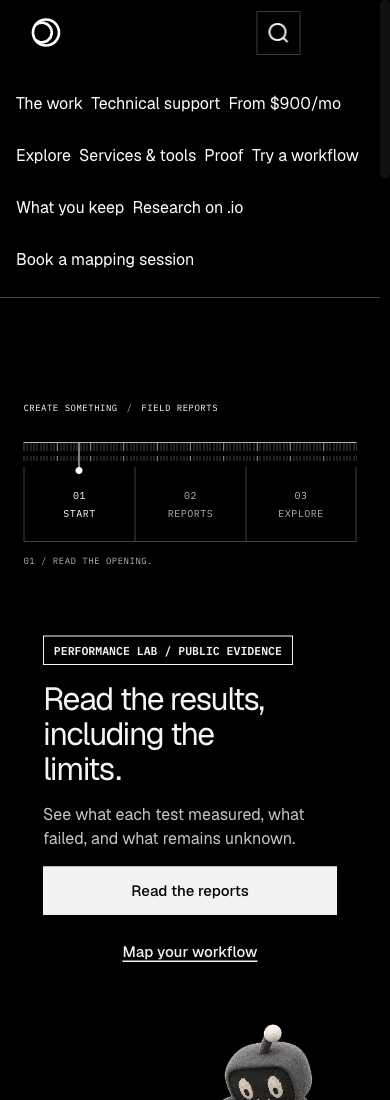 The work Technical support From $900/mo
Explore Services & tools Proof Try a workflow
What you keep Research on .io
Book a mapping session
CREATE SOMETHING / FIELD REPORTS
01 02 03
START REPORTS EXPLORE
01 / READ THE OPENING.
PERFORMANCE LAB / PUBLIC EVIDENCE
Read the results,
including the
limits.
See what each test measured, what
failed, and what remains unknown.
Read the reports
Map your workflow